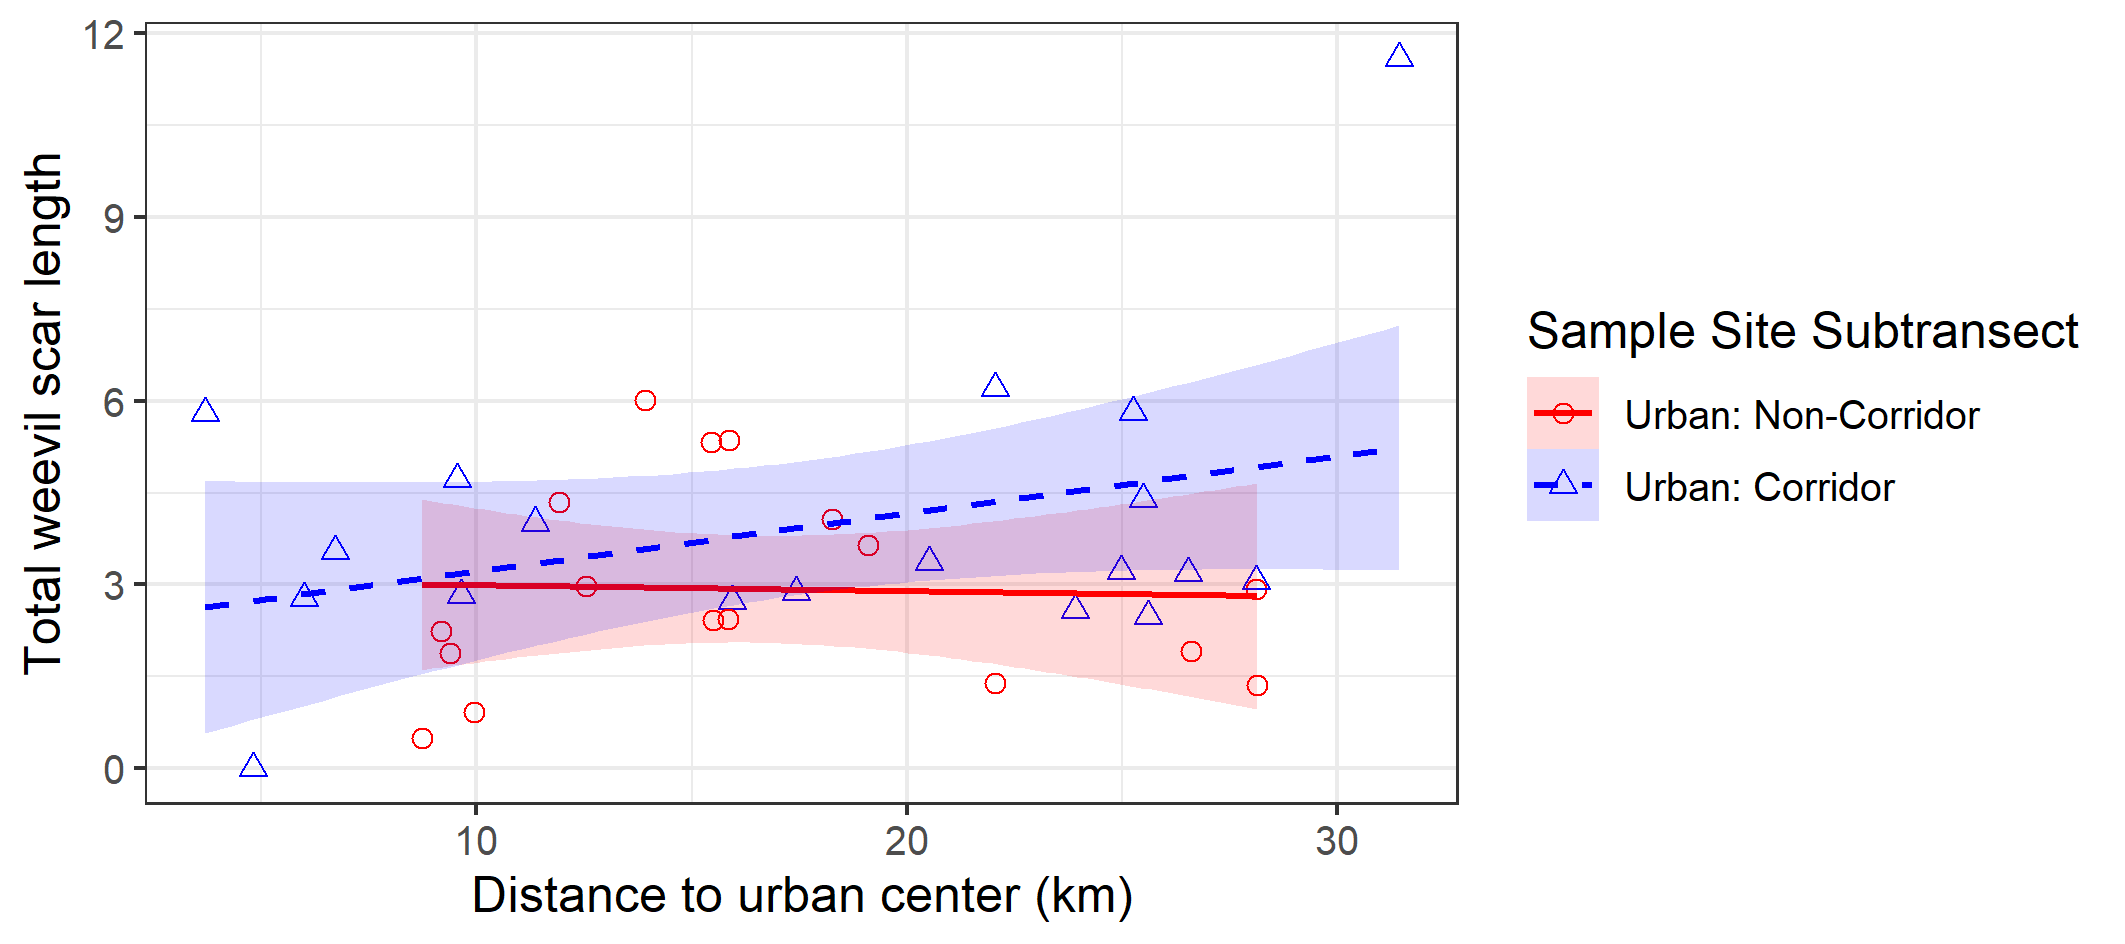 12
9
6
3
0
Total weevil scar length
10 20 30
Distance to urban center (km)
Sample Site Subtransect
Urban: Non-Corridor
Urban: Corridor